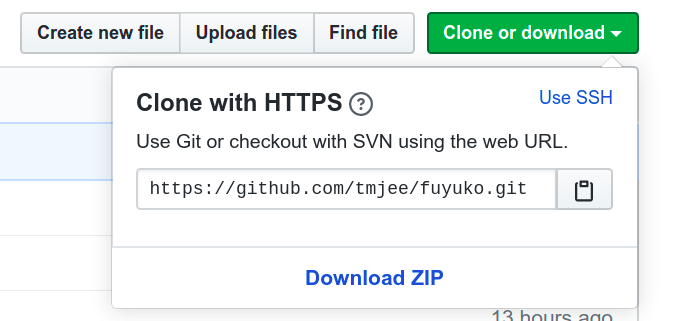 Create new file Upload files Find file Clone or download
Clone with HTTPS ? Use SSH
Use Git or checkout with SVN using the web URL.
https://github.com/tmjee/fuyuko.git
Download ZIP
13 hours ago